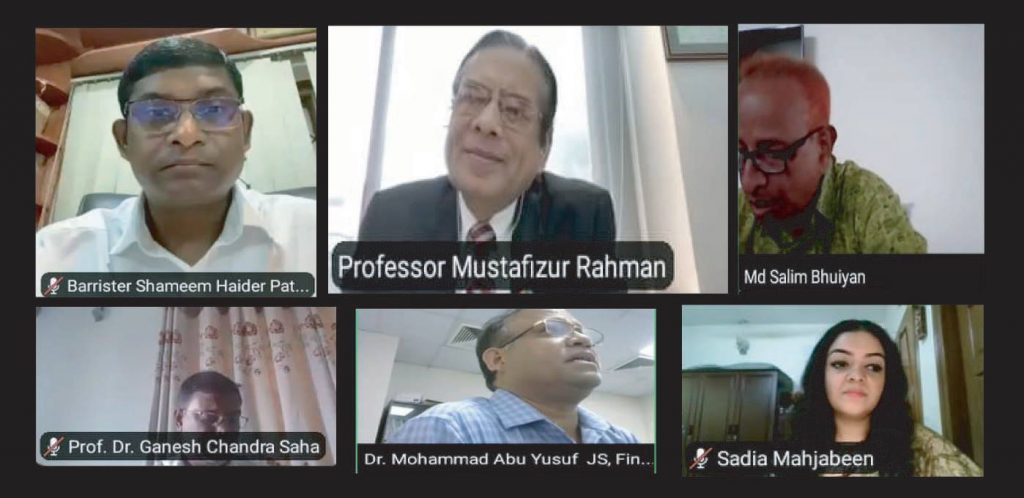 Barrister Shameem Haider Pat...
Professor Mustafizur Rahman
Md Salim Bhuiyan
Prof. Dr. Ganesh Chandra Saha
Dr. Mohammad Abu Yusuf JS, Fin...
Sadia Mahjabeen